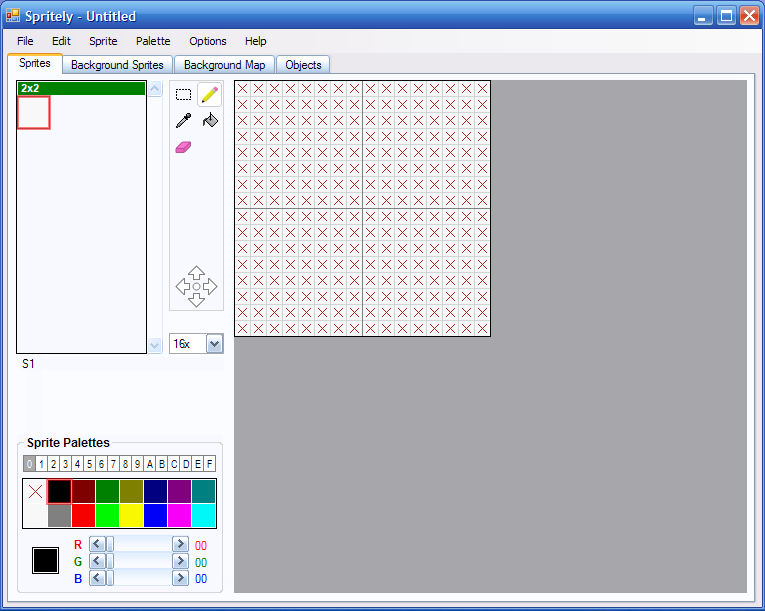 Spritely - Untitled
File Edit Sprite Palette Options Help
Sprites Background Sprites Background Map Objects
2x2
16x
S1
Sprite Palettes
0 1 2 3 4 5 6 7 8 9 A B C D E F
R 00
G 00
B 00